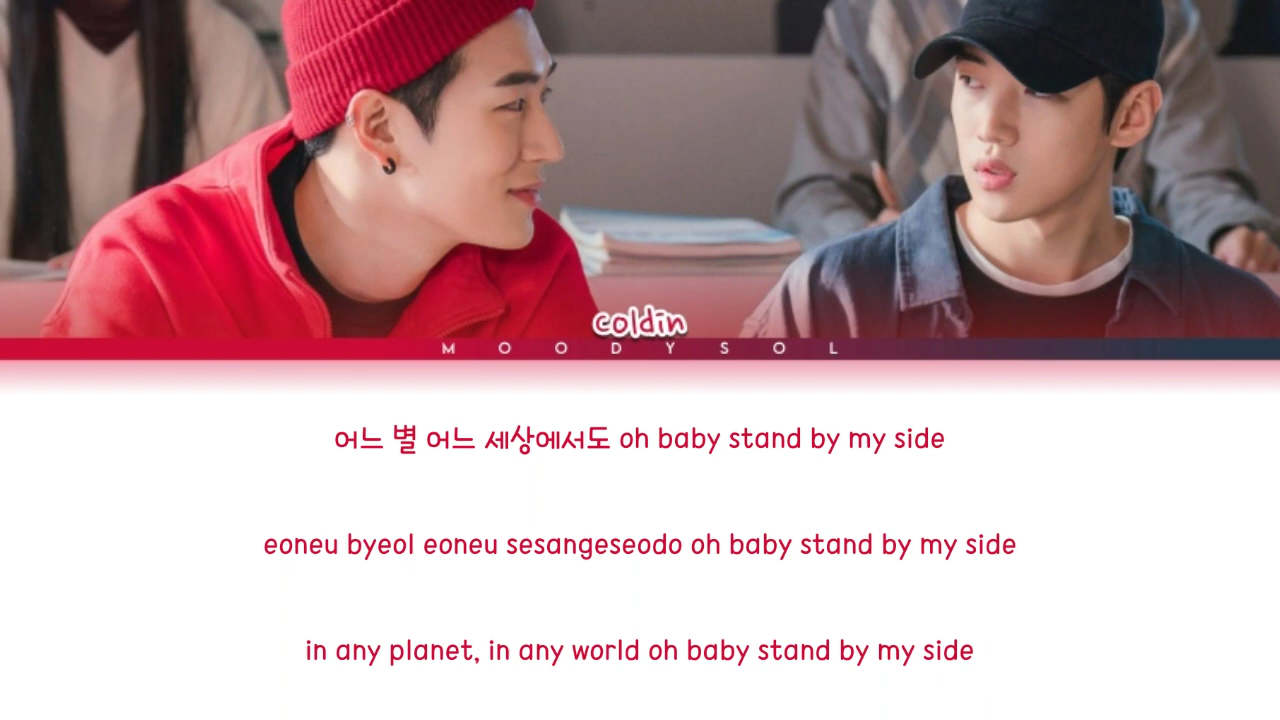 coldin
MOODYSOL
어느 별 어느 세상에서도 oh baby stand by my side
eoneu byeol eoneu sesangeseodo oh baby stand by my side
in any planet, in any world oh baby stand by my side